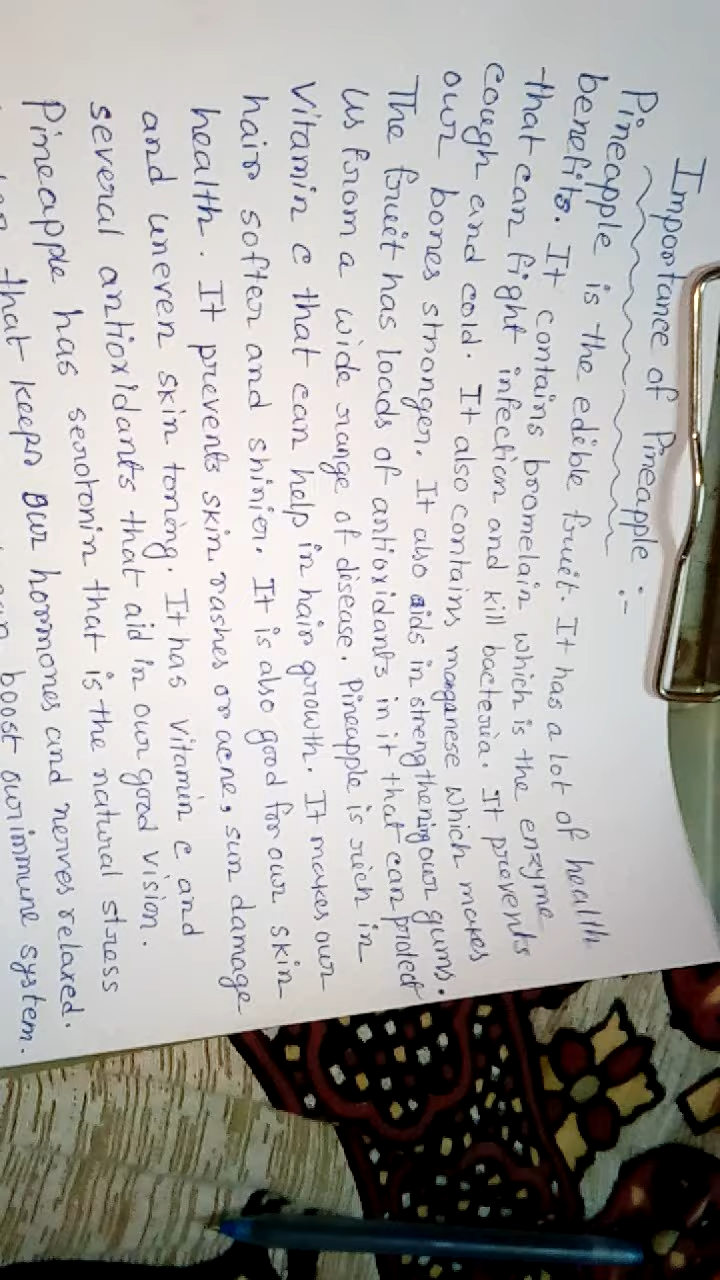 Importance of Pineapple :-
Pineapple is the edible fruit. It has a lot of health
benefits. It contains bromelain which is the enzyme
that can fight infection and kill bacteria. It prevents
cough and cold. It also contains manganese which makes
our bones stronger. It also aids in strengthening our gums.
The fruit has loads of antioxidants in it that can protect
us from a wide range of disease. Pineapple is rich in
vitamin c that can help in hair growth. It makes our
hair softer and shinier. It is also good for our skin
health. It prevents skin rashes or acne, sun damage
and uneven skin toning. It has vitamin c and
several antioxidants that aid in our good vision.
Pineapple has serotonin that is the natural stress
that keeps our hormones and nerves relaxed.
boost our immune system.